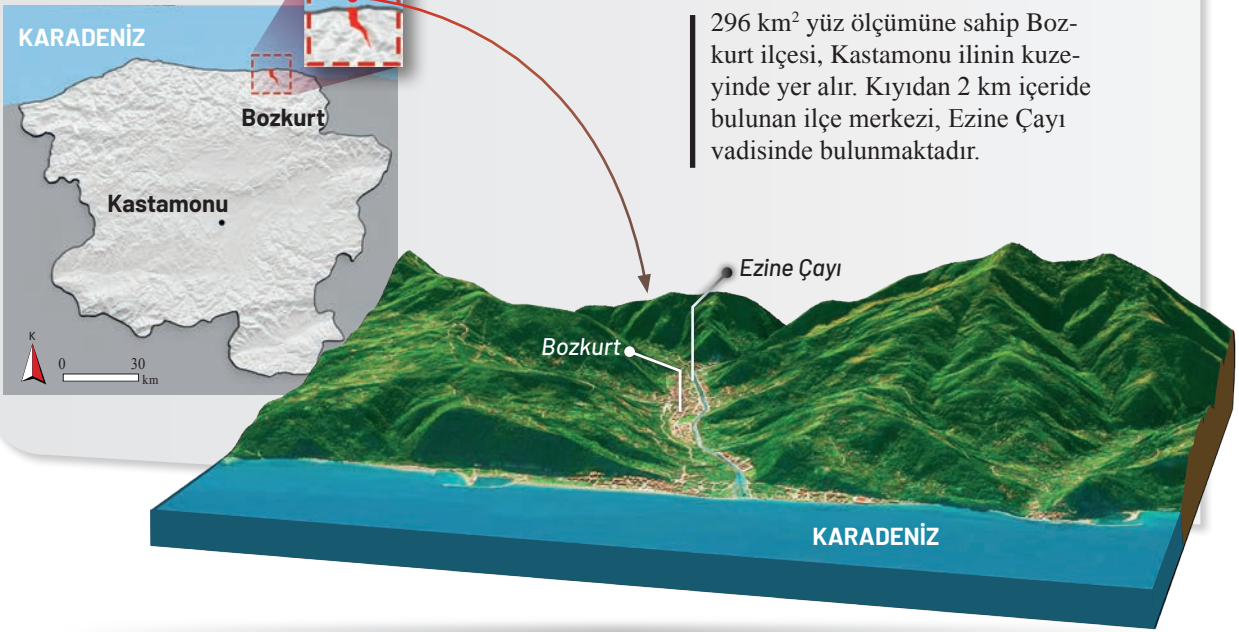 KARADENİZ
Bozkurt
Kastamonu
K
0 30
km
296 km² yüz ölçümüne sahip Boz-
kurt ilçesi, Kastamonu ilinin kuze-
yinde yer alır. Kıyıdan 2 km içeride
bulunan ilçe merkezi, Ezine Çayı
vadisinde bulunmaktadır.
Ezine Çayı
Bozkurt
KARADENİZ